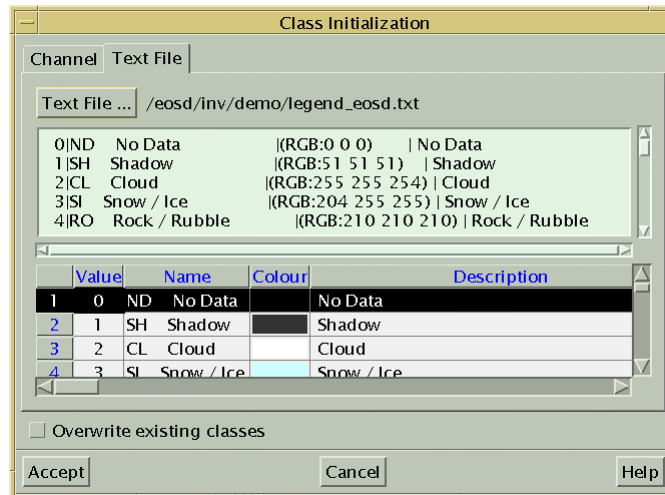 Class Initialization
Channel Text File
Text File ... /eosd/inv/demo/legend_eosd.txt
0|ND No Data |(RGB:0 0 0) | No Data
1|SH Shadow |(RGB:51 51 51) | Shadow
2|CL Cloud |(RGB:255 255 254) | Cloud
3|SI Snow / Ice |(RGB:204 255 255) | Snow / Ice
4|RO Rock / Rubble |(RGB:210 210 210) | Rock / Rubble
Value Name Colour Description
1 0 ND No Data No Data
2 1 SH Shadow Shadow
3 2 CL Cloud Cloud
4 3 SI Snow / Ice Snow / Ice
Overwrite existing classes
Accept Cancel Help